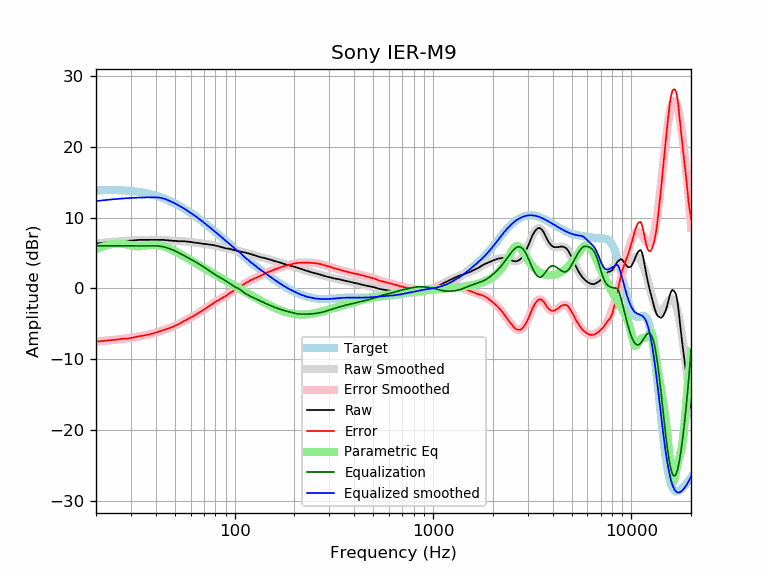 Sony IER-M9
Amplitude (dBr)
30
20
10
0
−10
−20
−30
Target
Raw Smoothed
Error Smoothed
Raw
Error
Parametric Eq
Equalization
Equalized smoothed
100
1000
10000
Frequency (Hz)